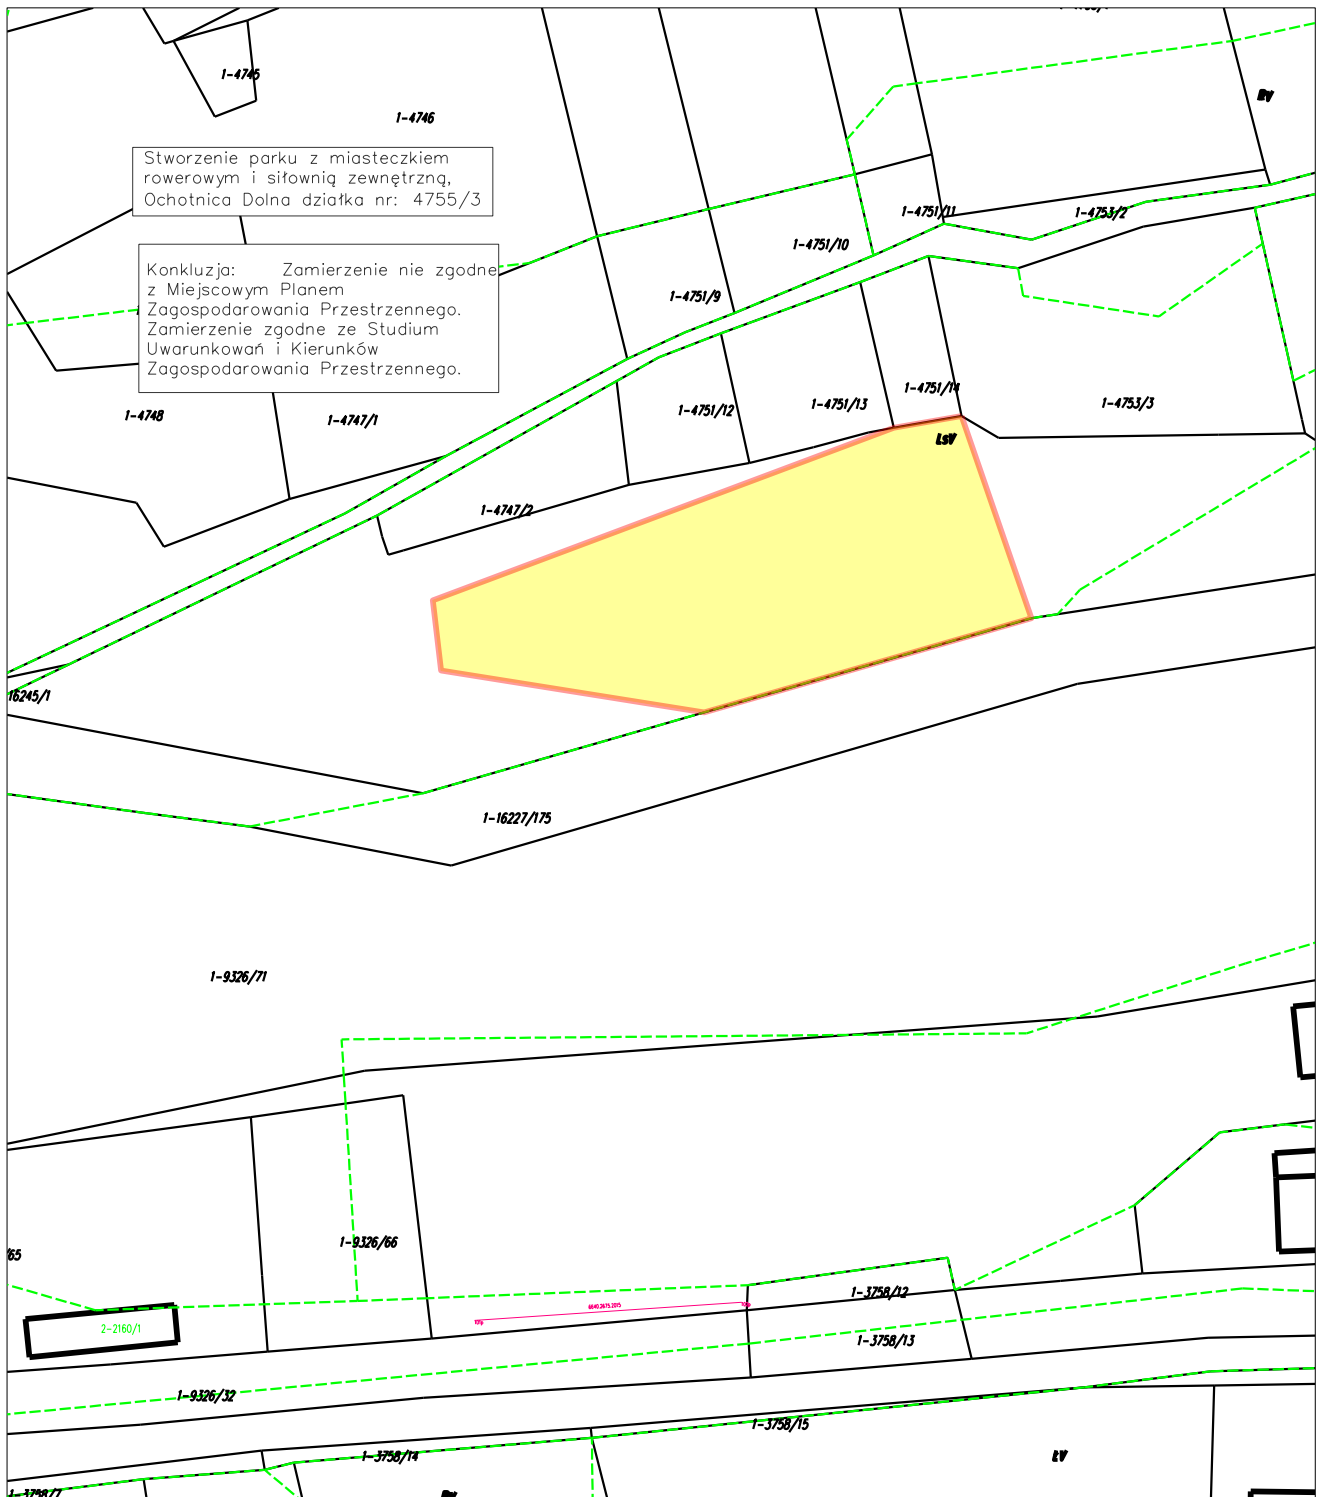 1-4745
1-4746
Stworzenie parku z miasteczkiem
rowerowym i siłownią zewnętrzną,
Ochotnica Dolna działka nr: 4755/3
1-4751/11
1-4753/2
1-4751/10
Konkluzja: Zamierzenie nie zgodne
z Miejscowym Planem
Zagospodarowania Przestrzennego.
Zamierzenie zgodne ze Studium
Uwarunkowań i Kierunków
Zagospodarowania Przestrzennego.
1-4751/9
1-4751/14
1-4748
1-4747/1
1-4751/12
1-4751/13
1-4753/3
ŁsV
1-4747/2
16245/1
1-16227/175
1-9326/71
1-9326/66
/65
1-3758/12
2-2160/1
1-3758/13
1-9326/32
1-3758/15
1-3758/14
ŁV
1-3758/7